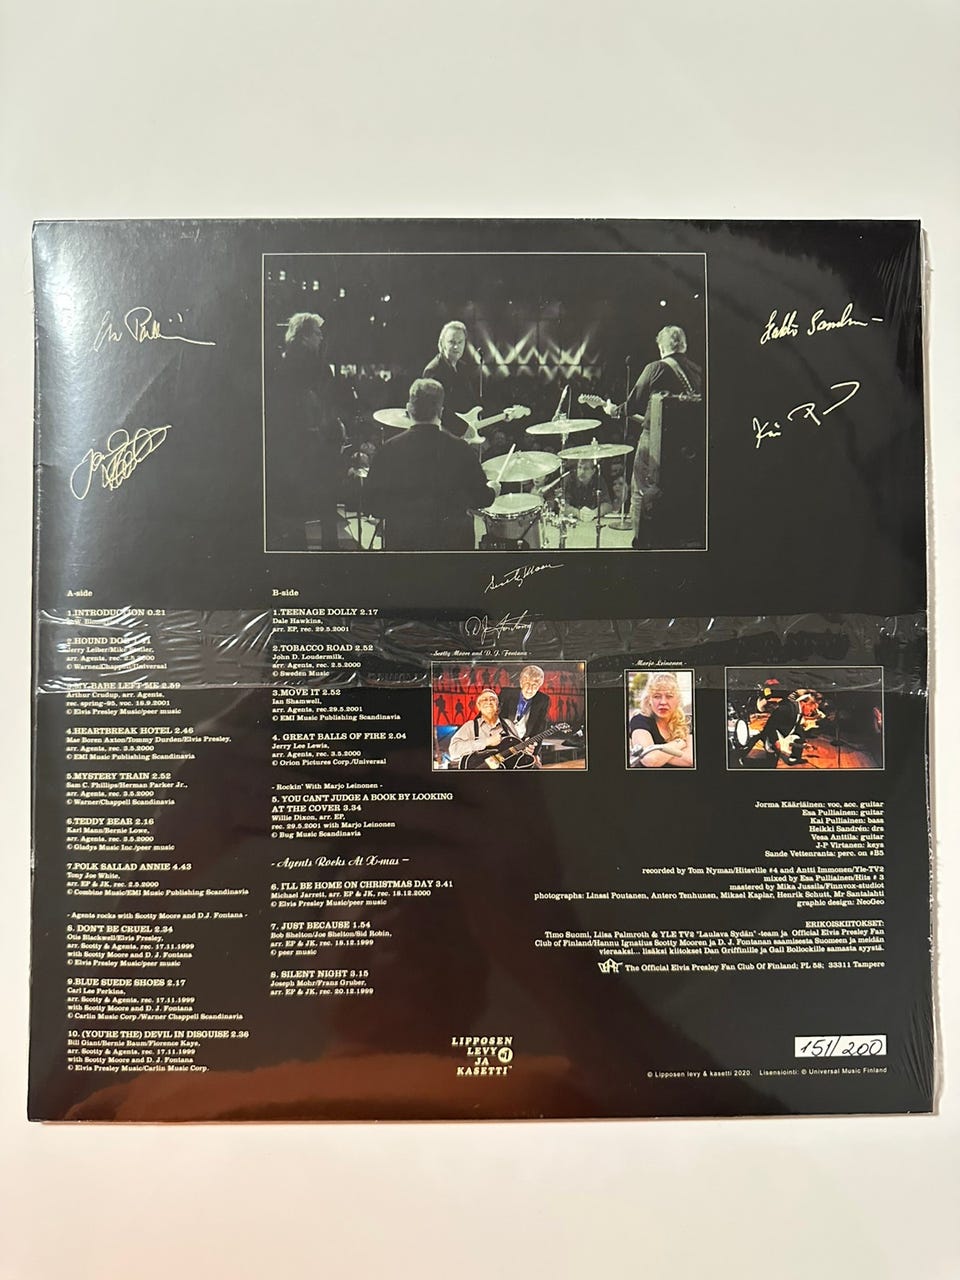 Scotty Moore
D.J. Fontana
A-side
1.INTRODUCTION 0.21
2.HOUND DOG
Jerry Leiber/Mike Stoller,
arr. Agents, rec. 2.5.2000
© Warner/Chappell/Universal
3.MY BABE LEFT ME 2.59
Arthur Crudup, arr. Agents,
rec. spring-95, voc. 18.9.2001
© Elvis Presley Music/peer music
4.HEARTBREAK HOTEL 2.46
Mae Boren Axton/Tommy Durden/Elvis Presley,
arr. Agents, rec. 3.5.2000
© EMI Music Publishing Scandinavia
5.MYSTERY TRAIN 2.52
Sam C. Phillips/Herman Parker Jr.,
arr. Agents, rec. 3.5.2000
© Warner/Chappell Scandinavia
6.TEDDY BEAR 2.16
Karl Mann/Bernie Lowe,
arr. Agents, rec. 2.5.2000
© Gladys Music Inc./peer music
7.POLK SALLAD ANNIE 4.43
Tony Joe White,
arr. EP & JK, rec. 2.5.2000
© Combine Music/EMI Music Publishing Scandinavia
- Agents rocks with Scotty Moore and D.J. Fontana -
8. DON'T BE CRUEL 2.34
Otis Blackwell/Elvis Presley,
arr. Scotty & Agents, rec. 17.11.1999
with Scotty Moore and D. J. Fontana
© Elvis Presley Music/peer music
9.BLUE SUEDE SHOES 2.17
Carl Lee Perkins,
arr. Scotty & Agents, rec. 17.11.1999
with Scotty Moore and D. J. Fontana
© Carlin Music Corp./Warner Chappell Scandinavia
10. (YOU'RE THE) DEVIL IN DISGUISE 2.36
Bill Giant/Bernie Baum/Florence Kaye,
arr. Scotty & Agents, rec. 17.11.1999
with Scotty Moore and D. J. Fontana
© Elvis Presley Music/Carlin Music Corp.
B-side
1.TEENAGE DOLLY 2.17
Dale Hawkins,
arr. EP, rec. 29.5.2001
2.TOBACCO ROAD 2.52
John D. Loudermilk,
arr. Agents, rec. 2.5.2000
© Sweden Music
3.MOVE IT 2.52
Ian Shamwell,
arr. Agents, rec.29.5.2001
© EMI Music Publishing Scandinavia
4. GREAT BALLS OF FIRE 2.04
Jerry Lee Lewis,
arr. Agents, rec. 3.5.2000
© Orion Pictures Corp./Universal
- Rockin' With Marjo Leinonen -
5. YOU CAN'T JUDGE A BOOK BY LOOKING
AT THE COVER 3.34
Willie Dixon, arr. EP,
rec. 29.5.2001 with Marjo Leinonen
© Bug Music Scandinavia
- Agents Rocks At X-mas -
6. I'LL BE HOME ON CHRISTMAS DAY 3.41
Michael Jarrett, arr. EP & JK, rec. 18.12.2000
© Elvis Presley Music/peer music
7. JUST BECAUSE 1.54
Bob Shelton/Joe Shelton/Sid Robin,
arr. EP & JK, rec. 18.12.1999
© peer music
8. SILENT NIGHT 3.15
Joseph Mohr/Franz Gruber,
arr. EP & JK, rec. 20.12.1999
- Scotty Moore and D. J. Fontana -
- Marjo Leinonen -
Jorma Kääriäinen: voc, acc. guitar
Esa Pulliainen: guitar
Kai Pulliainen: bass
Heikki Sandrén: drs
Vesa Anttila: guitar
J-P Virtanen: keys
Sande Vettenranta: perc. on #B5
recorded by Tom Nyman/Hitsville #4 and Antti Immonen/Yle-TV2
mixed by Esa Pulliainen/Hits # 3
mastered by Mika Jussila/Finnvox-studiot
photographs: Linasi Poutanen, Antero Tenhunen, Mikael Kaplar, Henrik Schutt, Mr Santalahti
graphic design: NeoGeo
ERIKOISKIITOKSET:
Timo Suomi, Liisa Palmroth & YLE TV2 "Laulava Sydän" -team ja Official Elvis Presley Fan
Club of Finland/Hannu Ignatius Scotty Mooren ja D. J. Fontanan saamisesta Suomeen ja meidän
vieraaksi... lisäksi kiitokset Dan Griffinille ja Gail Bollockille samasta syystä.
The Official Elvis Presley Fan Club Of Finland; PL 58; 33311 Tampere
LIPPOSEN
LEVY #1
JA
KASETTI™
151/200
© Lipposen levy & kasetti 2020. Lisensiointi: © Universal Music Finland